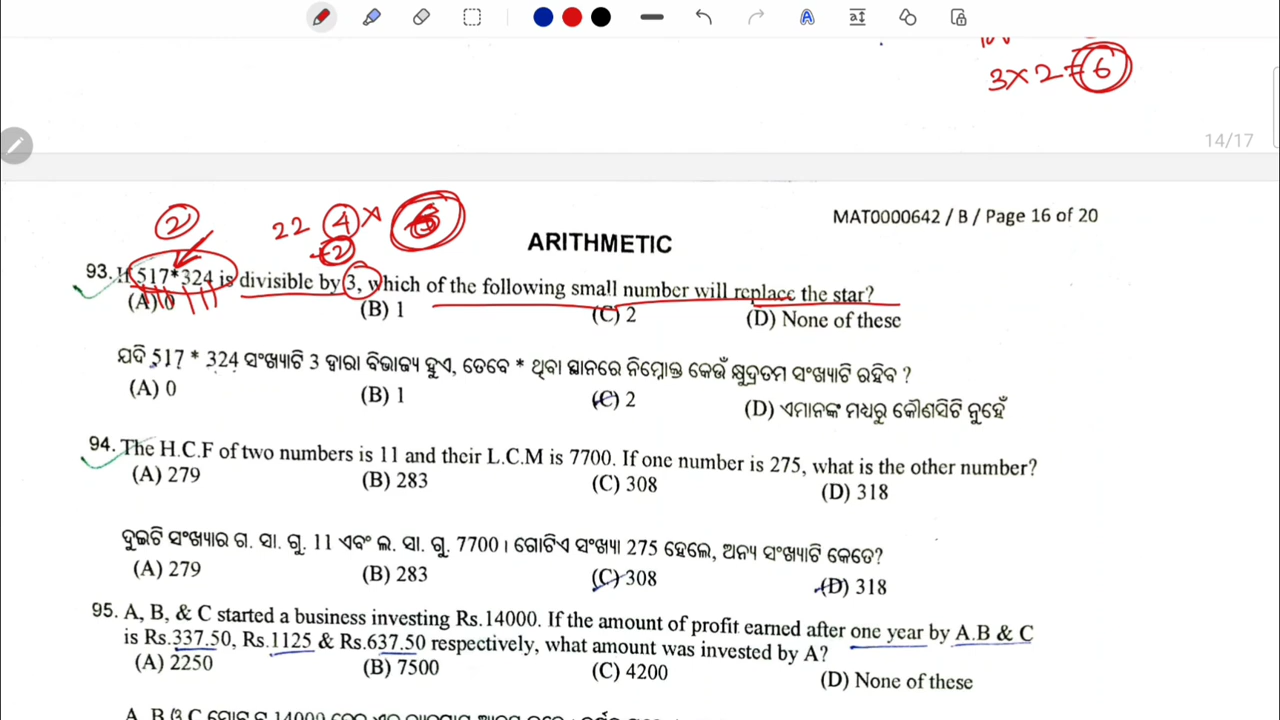 3×2=6
14/17
MAT0000642 / B / Page 16 of 20
2
22 4 ×
+2
ARITHMETIC
93. If 517*324 is divisible by 3, which of the following small number will replace the star?
(A) 0 (B) 1 (C) 2 (D) None of these
ଯଦି 517 * 324 ସଂଖ୍ୟାଟି 3 ଦ୍ୱାରା ବିଭାଜ୍ୟ ହୁଏ, ତେବେ * ଥିବା ସ୍ଥାନରେ ନିମ୍ନୋକ୍ତ କେଉଁ କ୍ଷୁଦ୍ରତମ ସଂଖ୍ୟାଟି ରହିବ ?
(A) 0 (B) 1 (C) 2 (D) ଏମାନଙ୍କ ମଧ୍ୟରୁ କୌଣସିଟି ନୁହେଁ
94. The H.C.F of two numbers is 11 and their L.C.M is 7700. If one number is 275, what is the other number?
(A) 279 (B) 283 (C) 308 (D) 318
ଦୁଇଟି ସଂଖ୍ୟାର ଗ. ସା. ଗୁ. 11 ଏବଂ ଲ. ସା. ଗୁ. 7700 । ଗୋଟିଏ ସଂଖ୍ୟା 275 ହେଲେ, ଅନ୍ୟ ସଂଖ୍ୟାଟି କେତେ?
(A) 279 (B) 283 (C) 308 (D) 318
95. A, B, & C started a business investing Rs.14000. If the amount of profit earned after one year by A.B & C
is Rs.337.50, Rs.1125 & Rs.637.50 respectively, what amount was invested by A?
(A) 2250 (B) 7500 (C) 4200 (D) None of these